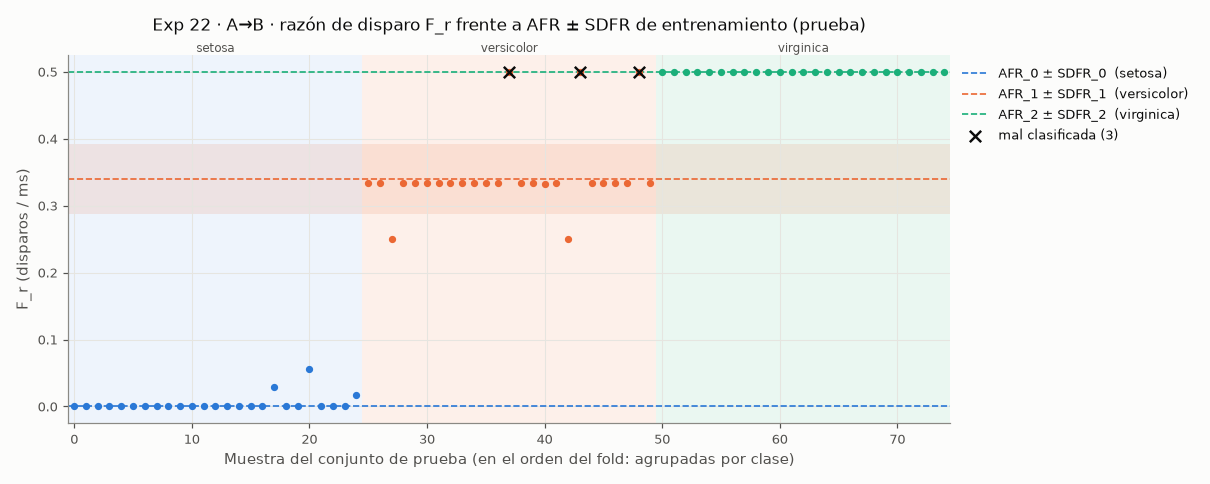 Exp 22 · A→B · razón de disparo F_r frente a AFR ± SDFR de entrenamiento (prueba)
setosa versicolor virginica
0.5
0.4
0.3
0.2
0.1
0.0
F_r (disparos / ms)
0 10 20 30 40 50 60 70
Muestra del conjunto de prueba (en el orden del fold: agrupadas por clase)
AFR_0 ± SDFR_0 (setosa)
AFR_1 ± SDFR_1 (versicolor)
AFR_2 ± SDFR_2 (virginica)
mal clasificada (3)